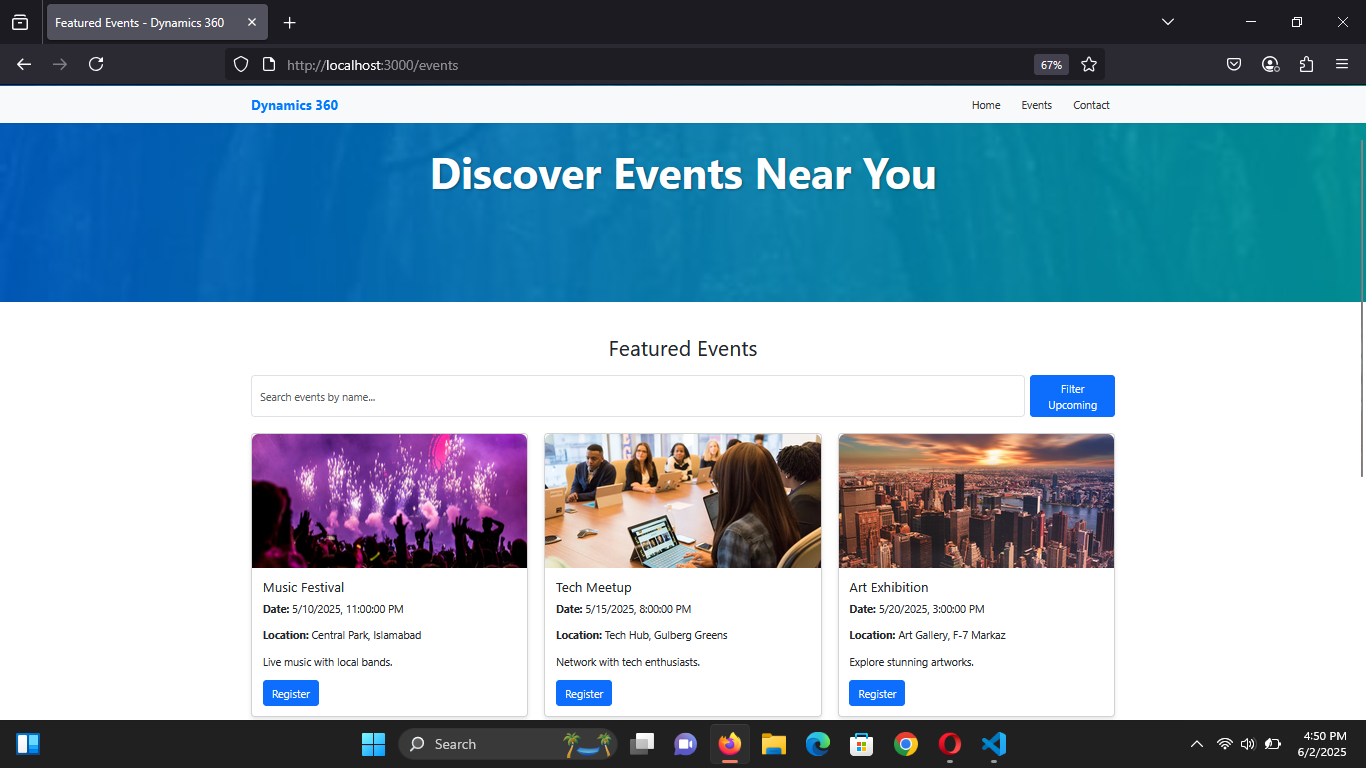 Featured Events - Dynamics 360
http://localhost:3000/events
67%
Dynamics 360
Home
Events
Contact
Discover Events Near You
Featured Events
Search events by name...
Filter
Upcoming
Music Festival
Date: 5/10/2025, 11:00:00 PM
Location: Central Park, Islamabad
Live music with local bands.
Register
Tech Meetup
Date: 5/15/2025, 8:00:00 PM
Location: Tech Hub, Gulberg Greens
Network with tech enthusiasts.
Register
Art Exhibition
Date: 5/20/2025, 3:00:00 PM
Location: Art Gallery, F-7 Markaz
Explore stunning artworks.
Register
Search
4:50 PM
6/2/2025